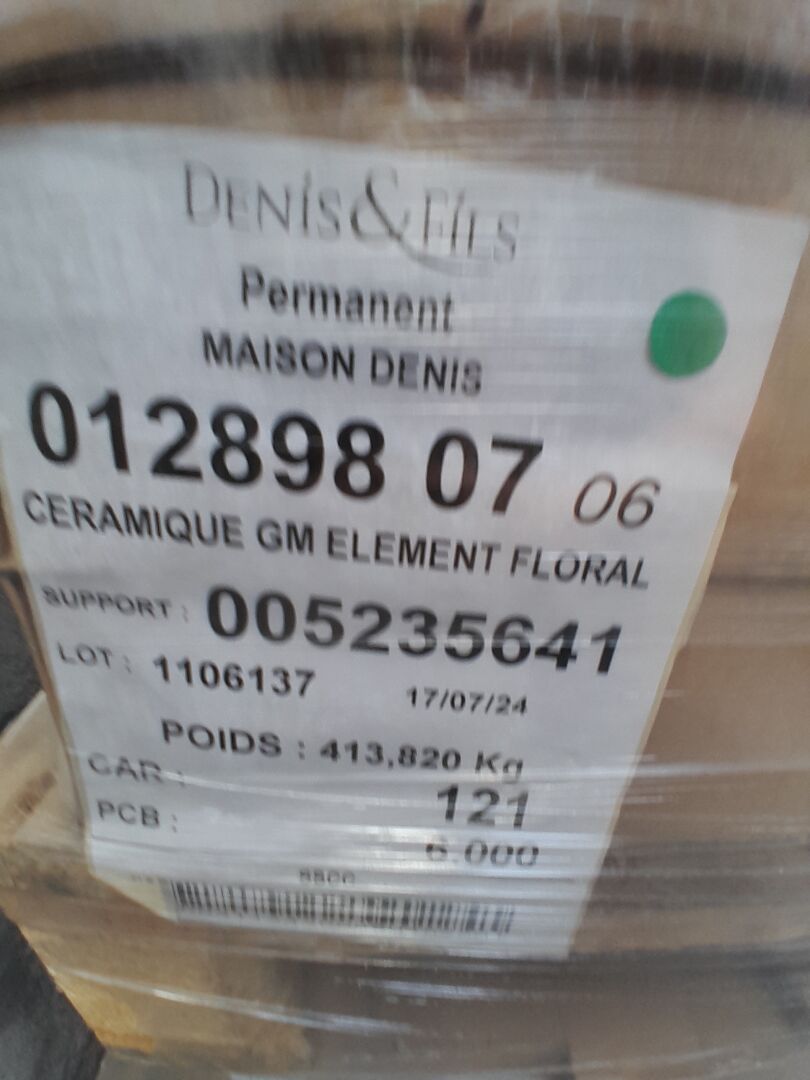 DENIS & FILS
Permanent
MAISON DENIS
012898 07 06
CERAMIQUE GM ELEMENT FLORAL
SUPPORT : 005235641
LOT : 1106137 17/07/24
POIDS : 413,820 Kg
CAR : 121
PCB : 6.000
SSCC